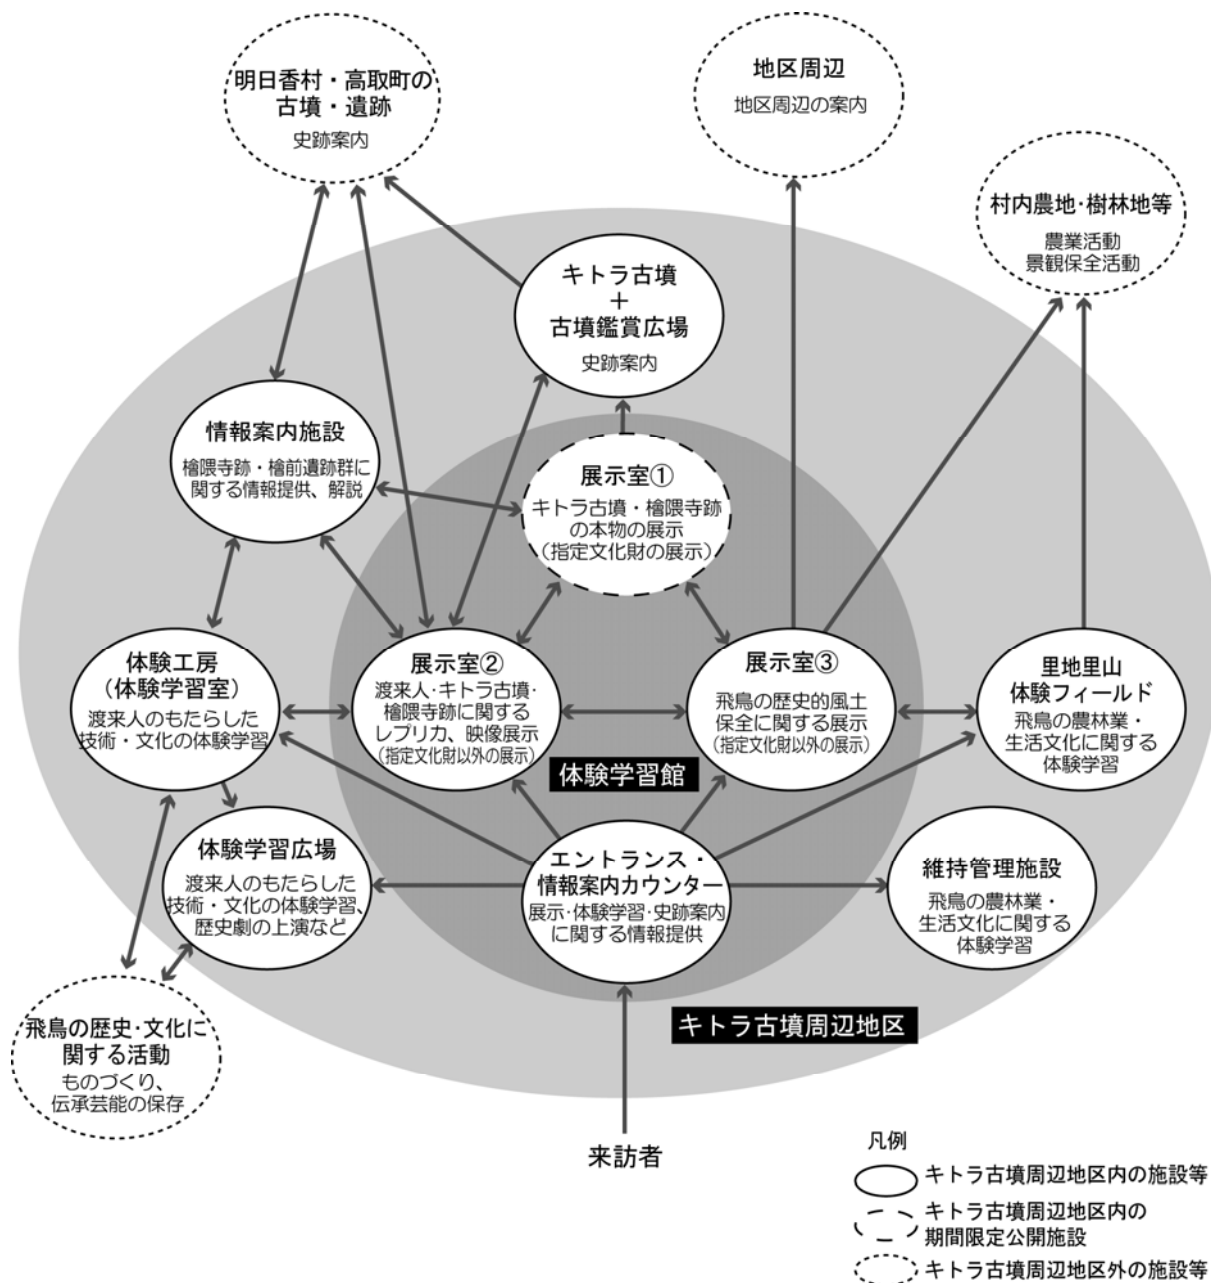 明日香村・高取町の
古墳・遺跡
史跡案内
地区周辺
地区周辺の案内
村内農地・樹林地等
農業活動
景観保全活動
キトラ古墳
＋
古墳鑑賞広場
史跡案内
情報案内施設
檜隈寺跡・檜前遺跡群に
関する情報提供、解説
展示室①
キトラ古墳・檜隈寺跡
の本物の展示
（指定文化財の展示）
体験工房
（体験学習室）
渡来人のもたらした
技術・文化の体験学習
展示室②
渡来人・キトラ古墳・
檜隈寺跡に関する
レプリカ、映像展示
（指定文化財以外の展示）
展示室③
飛鳥の歴史的風土
保全に関する展示
（指定文化財以外の展示）
里地里山
体験フィールド
飛鳥の農林業・
生活文化に関する
体験学習
体験学習館
体験学習広場
渡来人のもたらした
技術・文化の体験学習、
歴史劇の上演など
エントランス・
情報案内カウンター
展示・体験学習・史跡案内
に関する情報提供
維持管理施設
飛鳥の農林業・
生活文化に関する
体験学習
キトラ古墳周辺地区
飛鳥の歴史・文化に
関する活動
ものづくり、
伝承芸能の保存
来訪者
凡例
キトラ古墳周辺地区内の施設等
キトラ古墳周辺地区内の
期間限定公開施設
キトラ古墳周辺地区外の施設等